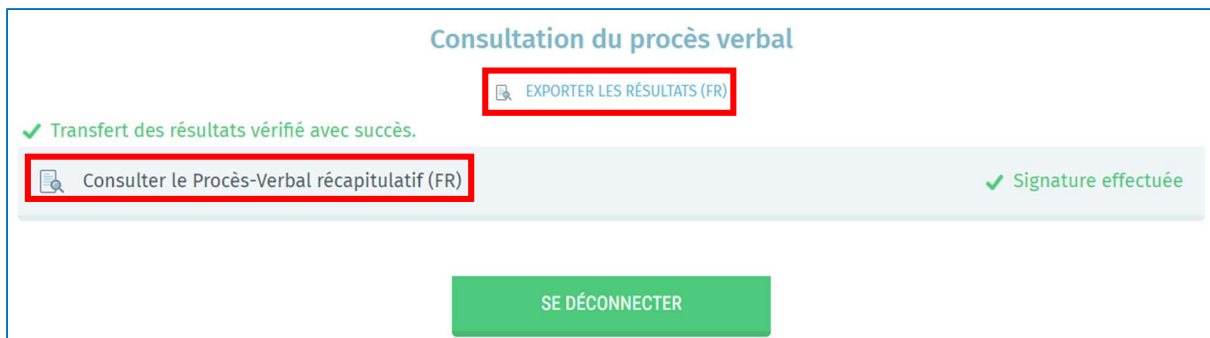 Consultation du procès verbal
EXPORTER LES RÉSULTATS (FR)
Transfert des résultats vérifié avec succès.
Consulter le Procès-Verbal récapitulatif (FR)
Signature effectuée
SE DÉCONNECTER